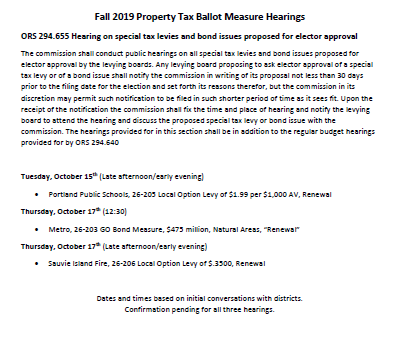 Fall 2019 Property Tax Ballot Measure Hearings
ORS 294.655 Hearing on special tax levies and bond issues proposed for elector approval
The commission shall conduct public hearings on all special tax levies and bond issues proposed for
elector approval by the levying boards. Any levying board proposing to ask elector approval of a special
tax levy or of a bond issue shall notify the commission in writing of its proposal not less than 30 days
prior to the filing date for the election and set forth its reasons therefor, but the commission in its
discretion may permit such notification to be filed in such shorter period of time as it sees fit. Upon the
receipt of the notification the commission shall fix the time and place of hearing and notify the levying
board to attend the hearing and discuss the proposed special tax levy or bond issue with the
commission. The hearings provided for in this section shall be in addition to the regular budget hearings
provided for by ORS 294.640
Tuesday, October 15th (Late afternoon/early evening)
• Portland Public Schools, 26-205 Local Option Levy of $1.99 per $1,000 AV, Renewal
Thursday, October 17th (12:30)
• Metro, 26-203 GO Bond Measure, $475 million, Natural Areas, "Renewal"
Thursday, October 17th (Late afternoon/early evening)
• Sauvie Island Fire, 26-206 Local Option Levy of $.3500, Renewal
Dates and times based on initial conversations with districts.
Confirmation pending for all three hearings.